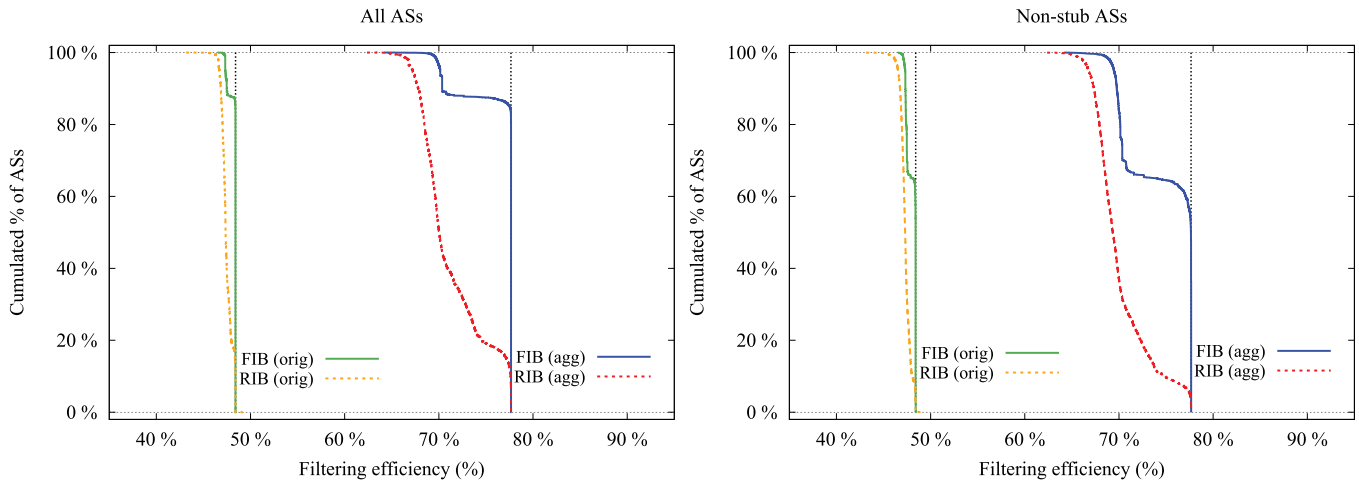 All ASs
Cumulated % of ASs
100 %
80 %
60 %
40 %
20 %
0 %
FIB (orig)
RIB (orig)
FIB (agg)
RIB (agg)
40 %
50 %
60 %
70 %
80 %
90 %
Filtering efficiency (%)
Non-stub ASs
Cumulated % of ASs
100 %
80 %
60 %
40 %
20 %
0 %
FIB (orig)
RIB (orig)
FIB (agg)
RIB (agg)
40 %
50 %
60 %
70 %
80 %
90 %
Filtering efficiency (%)